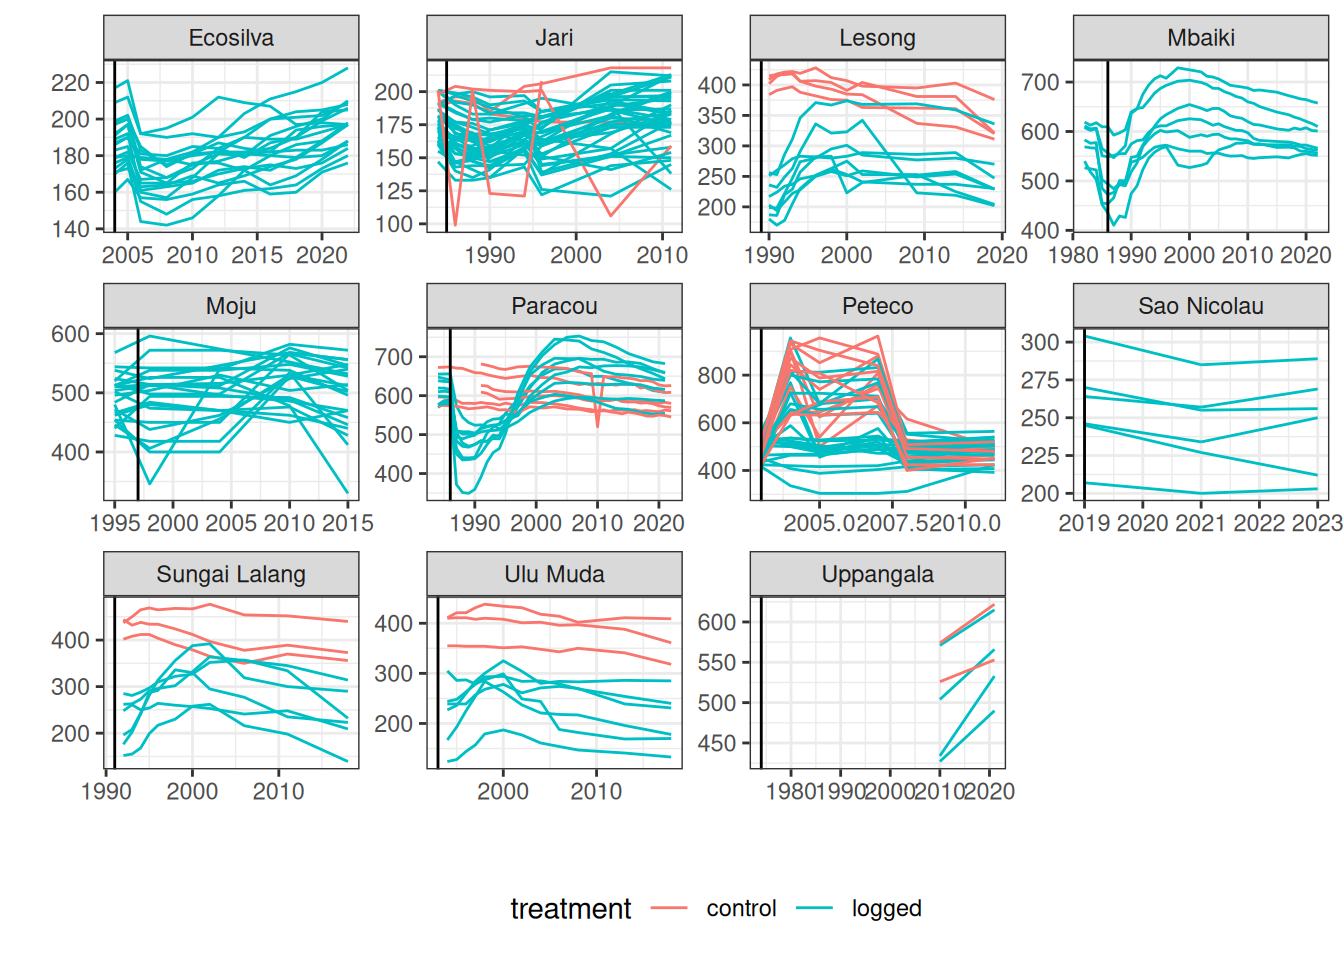 Ecosilva
Jari
Lesong
Mbaiki
220
200
180
160
140
2005 2010 2015 2020
200
175
150
125
100
1990 2000 2010
400
350
300
250
200
1990 2000 2010 2020
700
600
500
400
1980 1990 2000 2010 2020
Moju
Paracou
Peteco
Sao Nicolau
600
500
400
1995 2000 2005 2010 2015
700
600
500
400
1990 2000 2010 2020
800
600
400
2005.0 2007.5 2010.0
300
275
250
225
200
2019 2020 2021 2022 2023
Sungai Lalang
Ulu Muda
Uppangala
400
300
200
1990 2000 2010
400
300
200
2000 2010
600
550
500
450
1980 1990 2000 2010 2020
treatment control logged